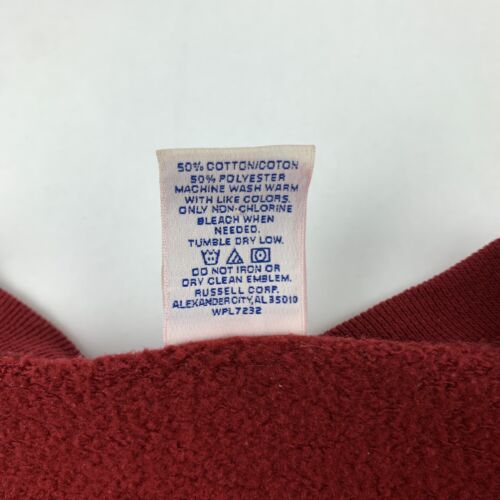 50% COTTON/COTON
50% POLYESTER
MACHINE WASH WARM
WITH LIKE COLORS.
ONLY NON-CHLORINE
BLEACH WHEN
NEEDED.
TUMBLE DRY LOW.
DO NOT IRON OR
DRY CLEAN EMBLEM.
RUSSELL CORP.
ALEXANDER CITY, AL 35010
WPL7232